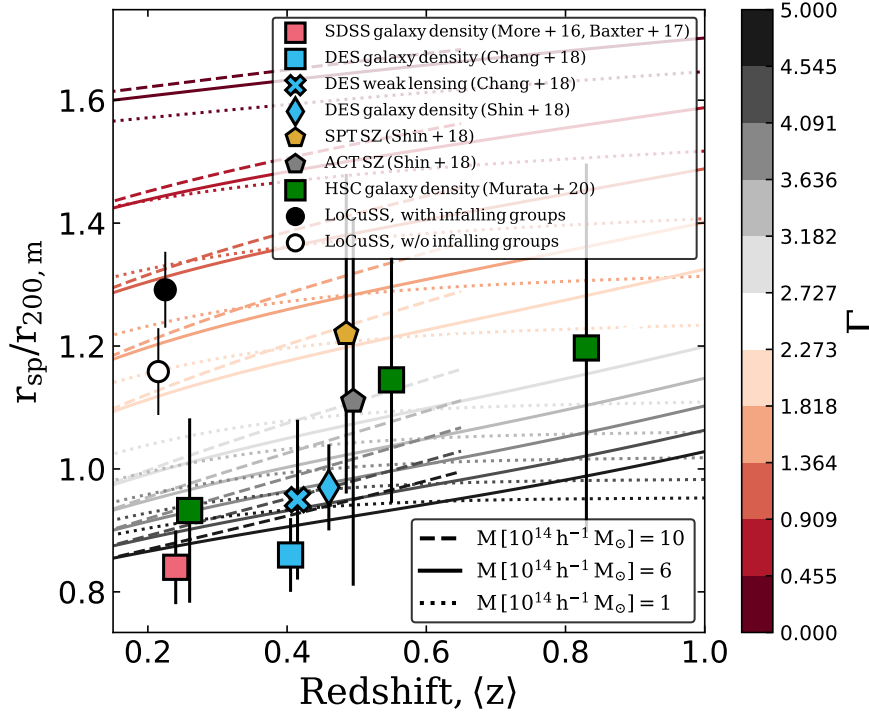 SDSS galaxy density (More + 16, Baxter + 17)
DES galaxy density (Chang + 18)
DES weak lensing (Chang + 18)
DES galaxy density (Shin + 18)
SPT SZ (Shin + 18)
ACT SZ (Shin + 18)
HSC galaxy density (Murata + 20)
LoCuSS, with infalling groups
LoCuSS, w/o infalling groups
r_sp/r_200, m
1.6
1.4
1.2
1.0
0.8
M [10^14 h^−1 M_⊙] = 10
M [10^14 h^−1 M_⊙] = 6
M [10^14 h^−1 M_⊙] = 1
0.2 0.4 0.6 0.8 1.0
Redshift, ⟨z⟩
5.000
4.545
4.091
3.636
3.182
2.727
2.273
1.818
1.364
0.909
0.455
0.000
Γ